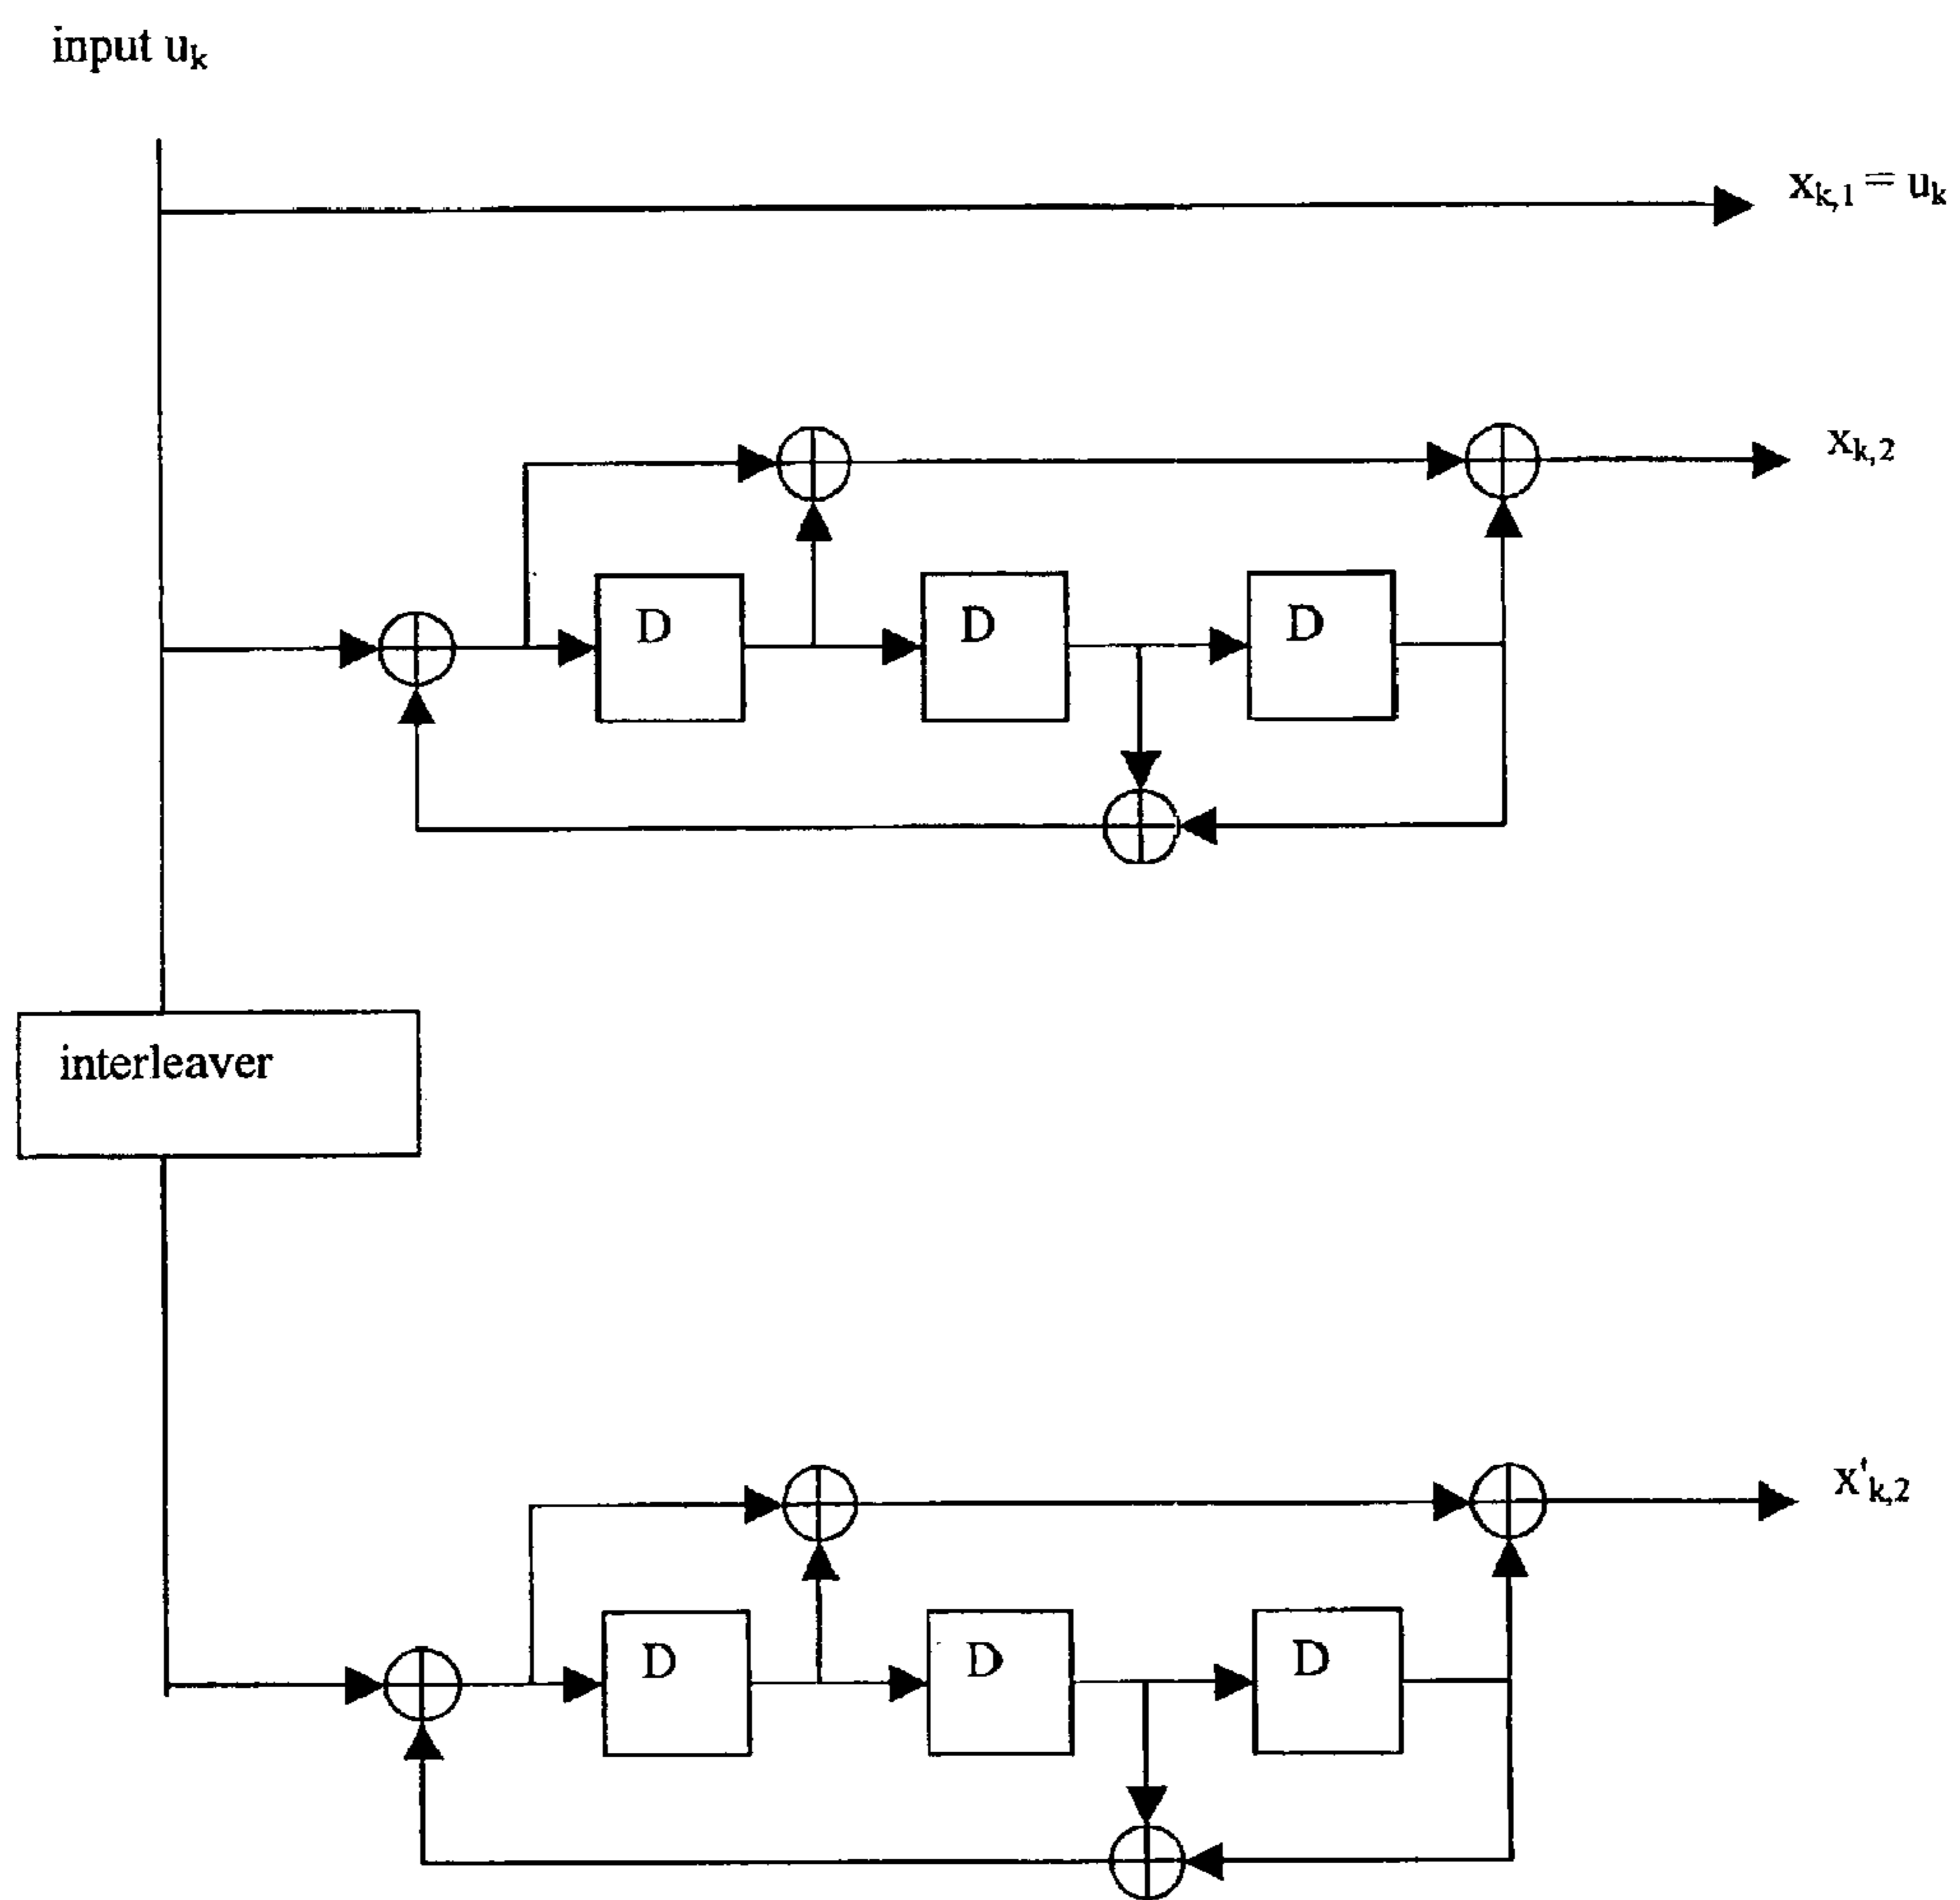 input uₖ
xₖ,₁ = uₖ
xₖ,₂
D D D
interleaver
x'ₖ,₂
D D D